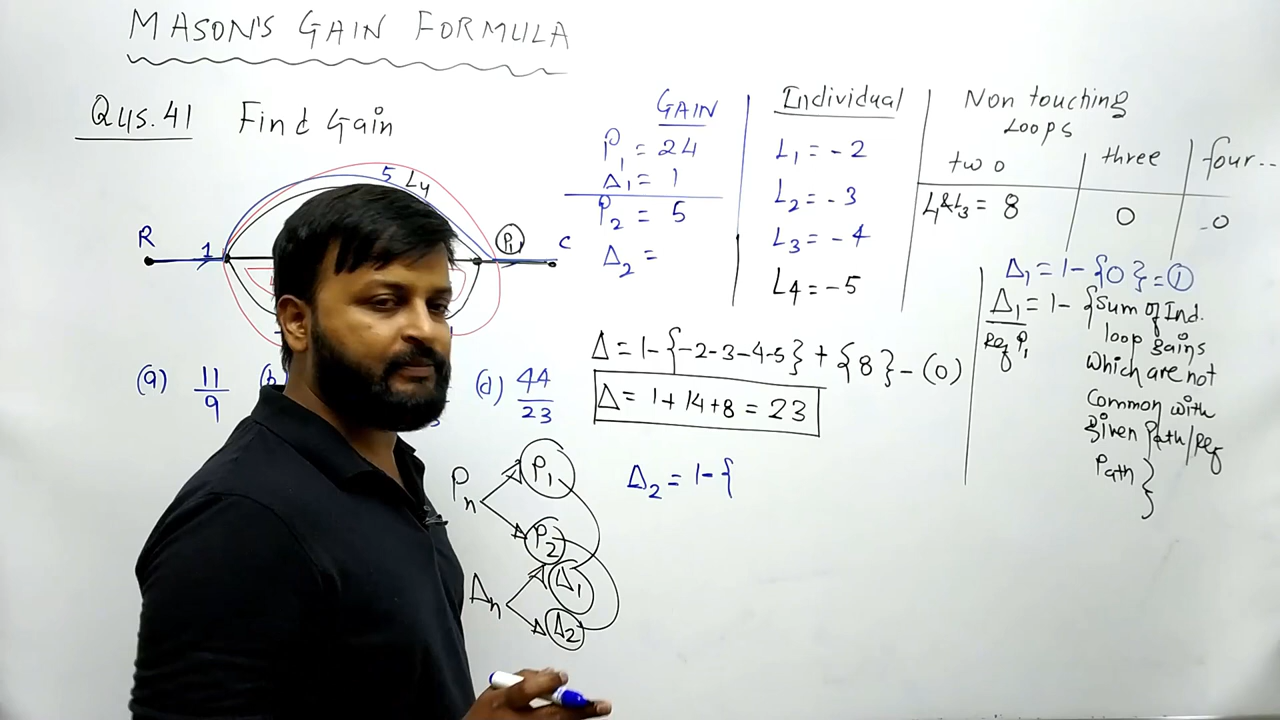 MASON'S GAIN FORMULA
Qus. 41 Find Gain
5 L4
R 1 P1 C
(a) 11/9 (b) (d) 44/23
GAIN
P1 = 24
Δ1 = 1
P2 = 5
Δ2 =
Individual
L1 = -2
L2 = -3
L3 = -4
L4 = -5
Non touching
Loops
two three four...
L1&L3 = 8 0 0
Δ1 = 1-{0} = 1
Δ1 = 1- {Sum of Ind.
Reg P1 loop gains
which are not
Common with
given Path/Reg
Path}
Δ = 1-{-2-3-4-5} + {8} - (0)
Δ = 1+14+8 = 23
Δ2 = 1-{
Pn P1
P2
Δn Δ1
Δ2